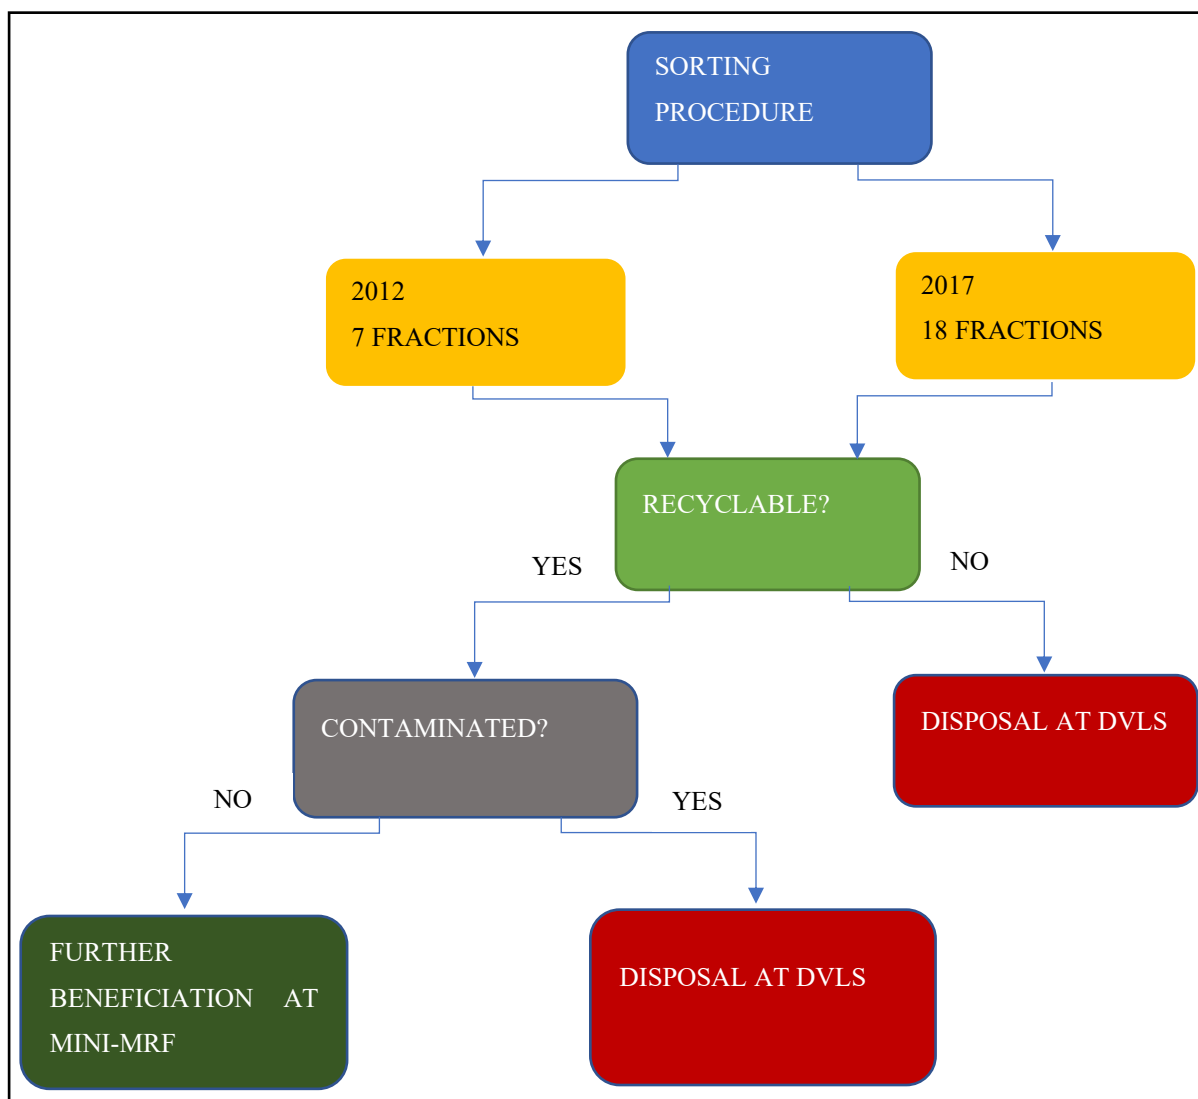 SORTING
PROCEDURE
2012
7 FRACTIONS
2017
18 FRACTIONS
RECYCLABLE?
YES
NO
CONTAMINATED?
DISPOSAL AT DVLS
NO
YES
FURTHER
BENEFICIATION AT
MINI-MRF
DISPOSAL AT DVLS